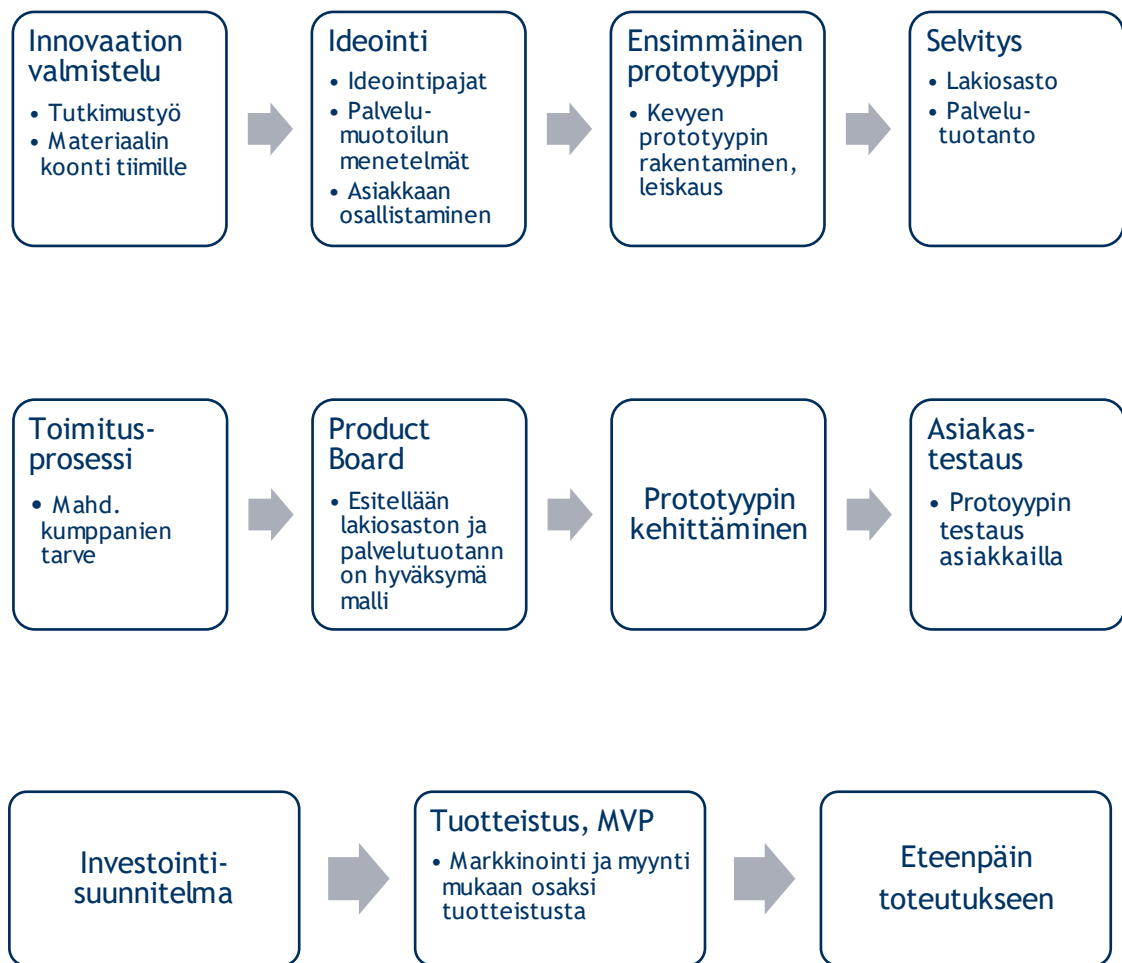 Innovaation
valmistelu
• Tutkimustyö
• Materiaalin
koonti tiimille
Ideointi
• Ideointipajat
• Palvelu-
muotoilun
menetelmät
• Asiakkaan
osallistaminen
Ensimmäinen
prototyyppi
• Kevyen
prototyypin
rakentaminen,
leiskaus
Selvitys
• Lakiosasto
• Palvelu-
tuotanto
Toimitus-
prosessi
• Mahd.
kumppanien
tarve
Product
Board
• Esitellään
lakiosaston ja
palvelutuotann
on hyväksymä
malli
Prototyypin
kehittäminen
Asiakas-
testaus
• Protoyypin
testaus
asiakkailla
Investointi-
suunnitelma
Tuotteistus, MVP
• Markkinointi ja myynti
mukaan osaksi
tuotteistusta
Eteenpäin
toteutukseen